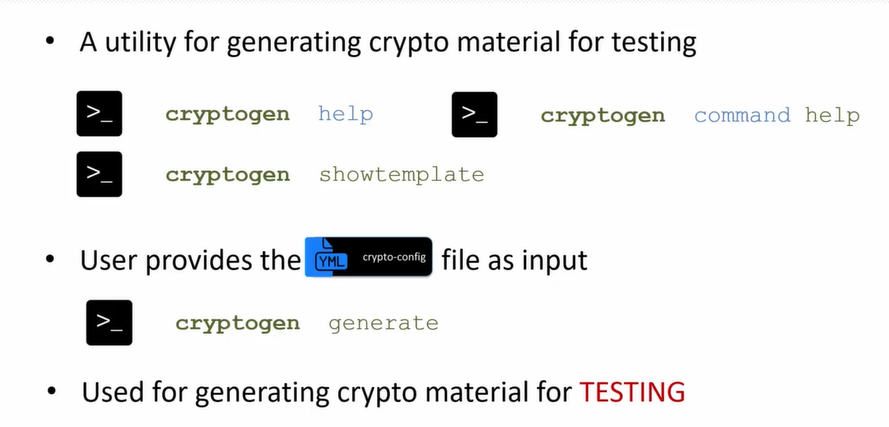 • A utility for generating crypto material for testing
>_ cryptogen help >_ cryptogen command help
>_ cryptogen showtemplate
• User provides the YML crypto-config file as input
>_ cryptogen generate
• Used for generating crypto material for TESTING